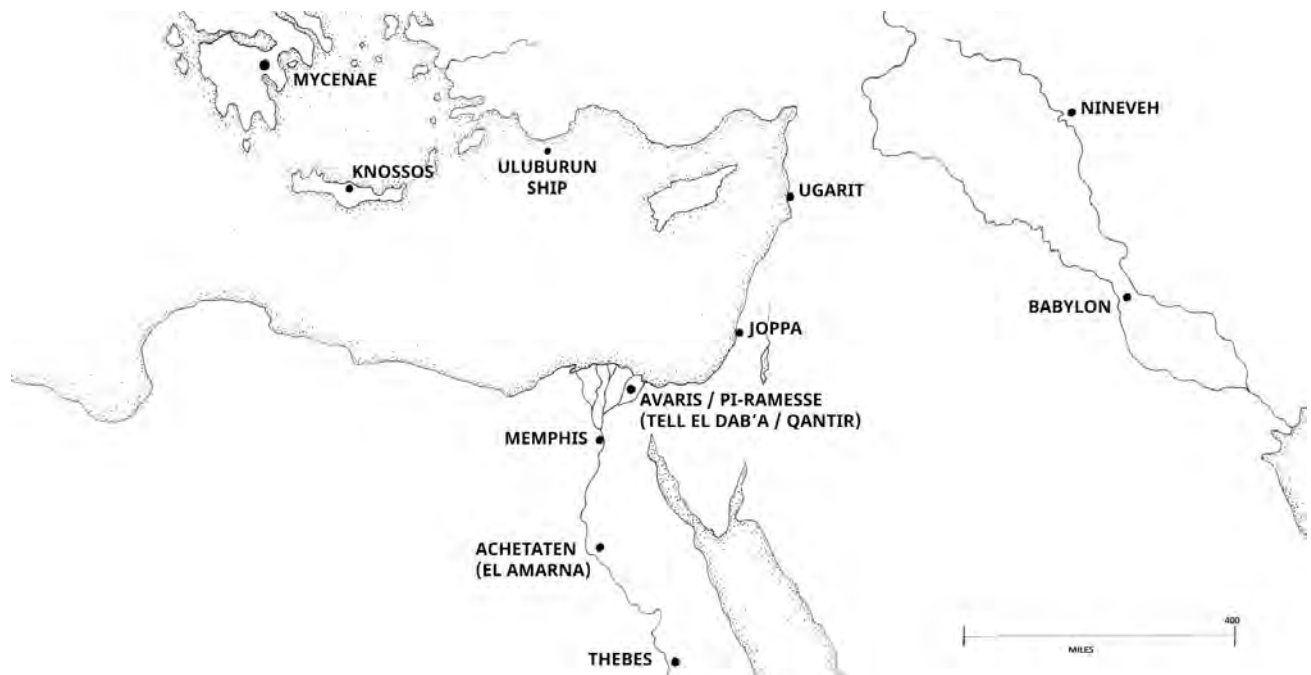 MYCENAE
NINEVEH
KNOSSOS
ULUBURUN
SHIP
UGARIT
BABYLON
JOPPA
AVARIS / PI-RAMESSE
(TELL EL DAB’A / QANTIR)
MEMPHIS
ACHETATEN
(EL AMARNA)
THEBES
400
MILES